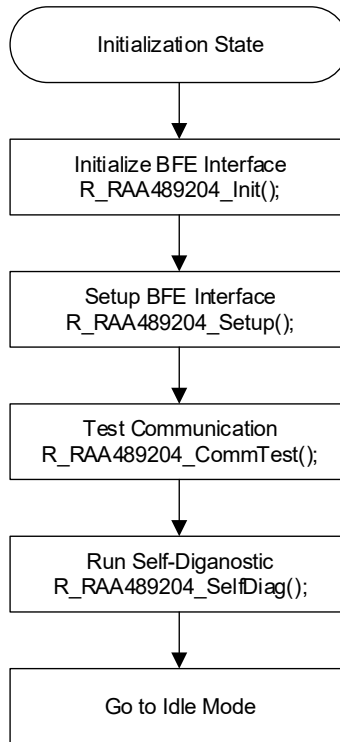 Initialization State
Initialize BFE Interface
R_RAA489204_Init();
Setup BFE Interface
R_RAA489204_Setup();
Test Communication
R_RAA489204_CommTest();
Run Self-Diganostic
R_RAA489204_SelfDiag();
Go to Idle Mode